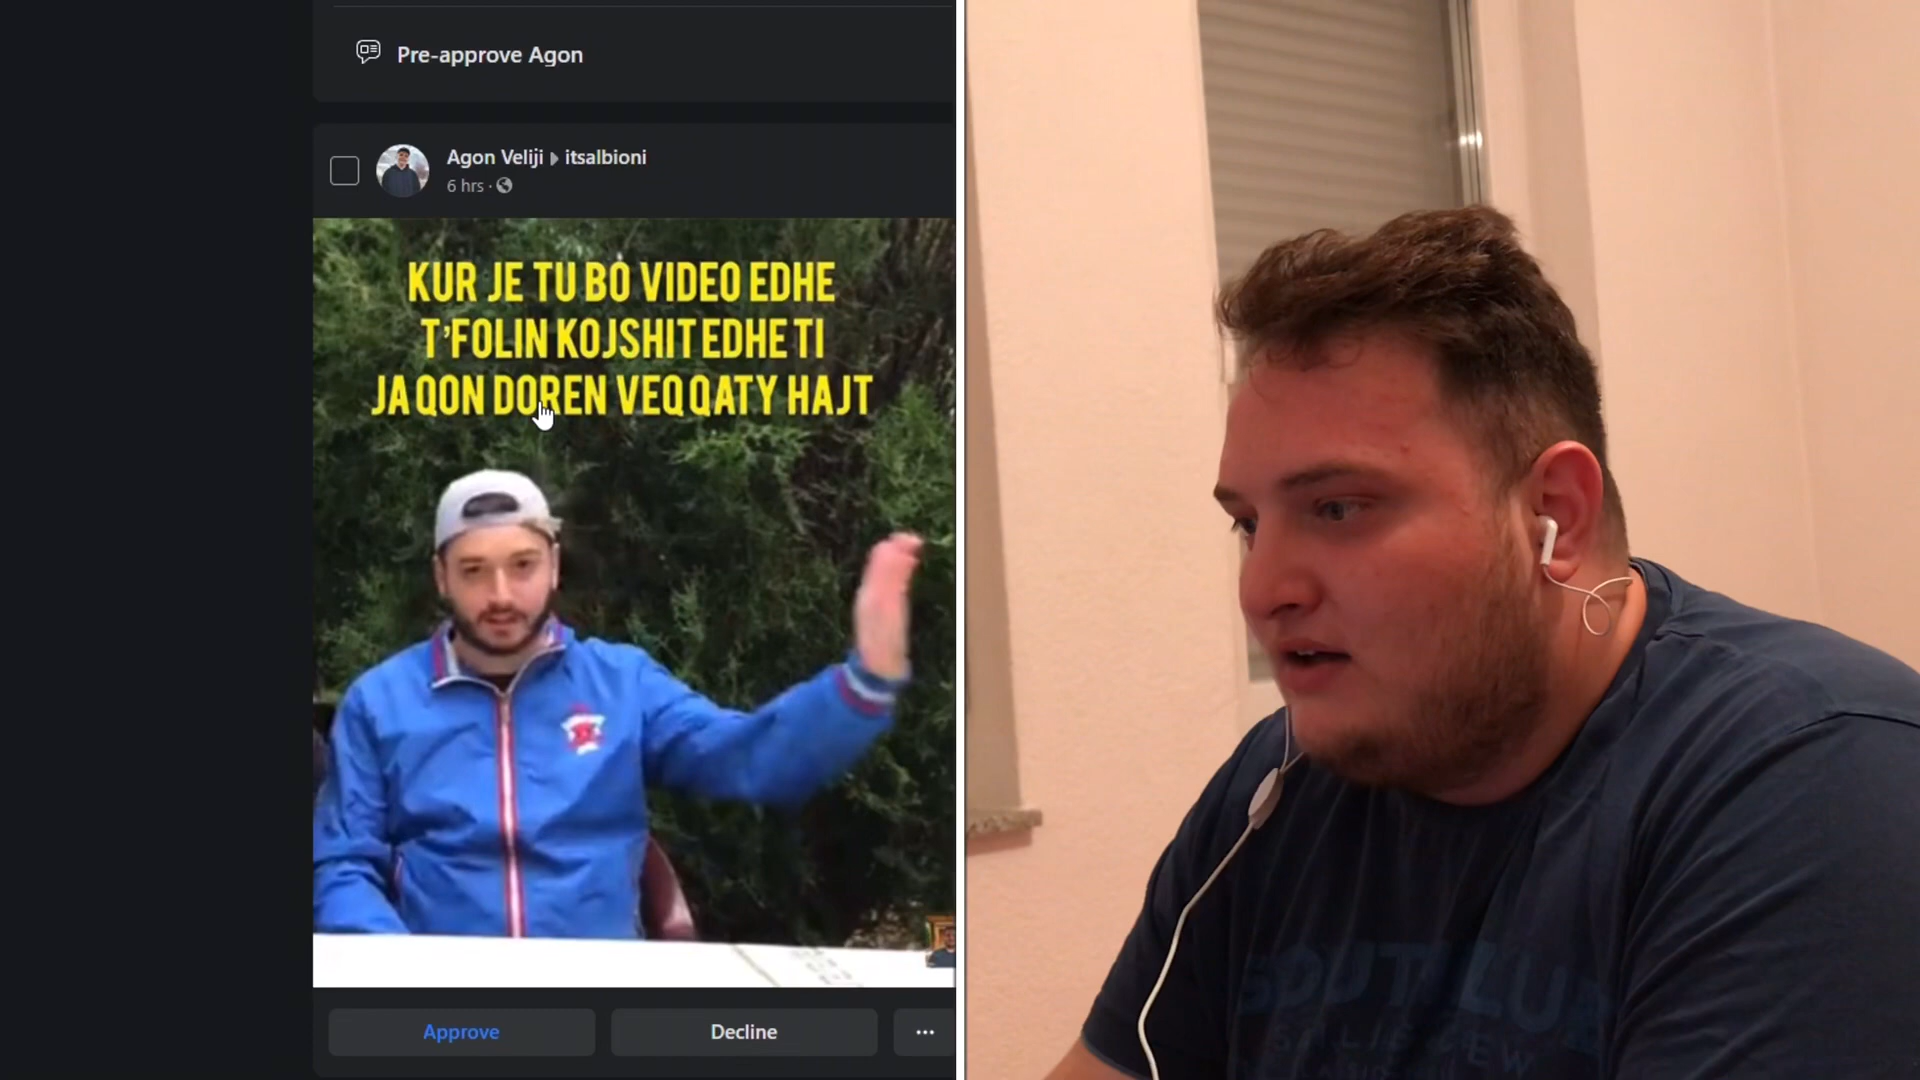 Pre-approve Agon
Agon Veliji itsalbioni
6 hrs ·
KUR JE TU BO VIDEO EDHE
T'FOLIN KOJSHIT EDHE TI
JA QON DOREN VEQ QATY HAJT
Approve
Decline